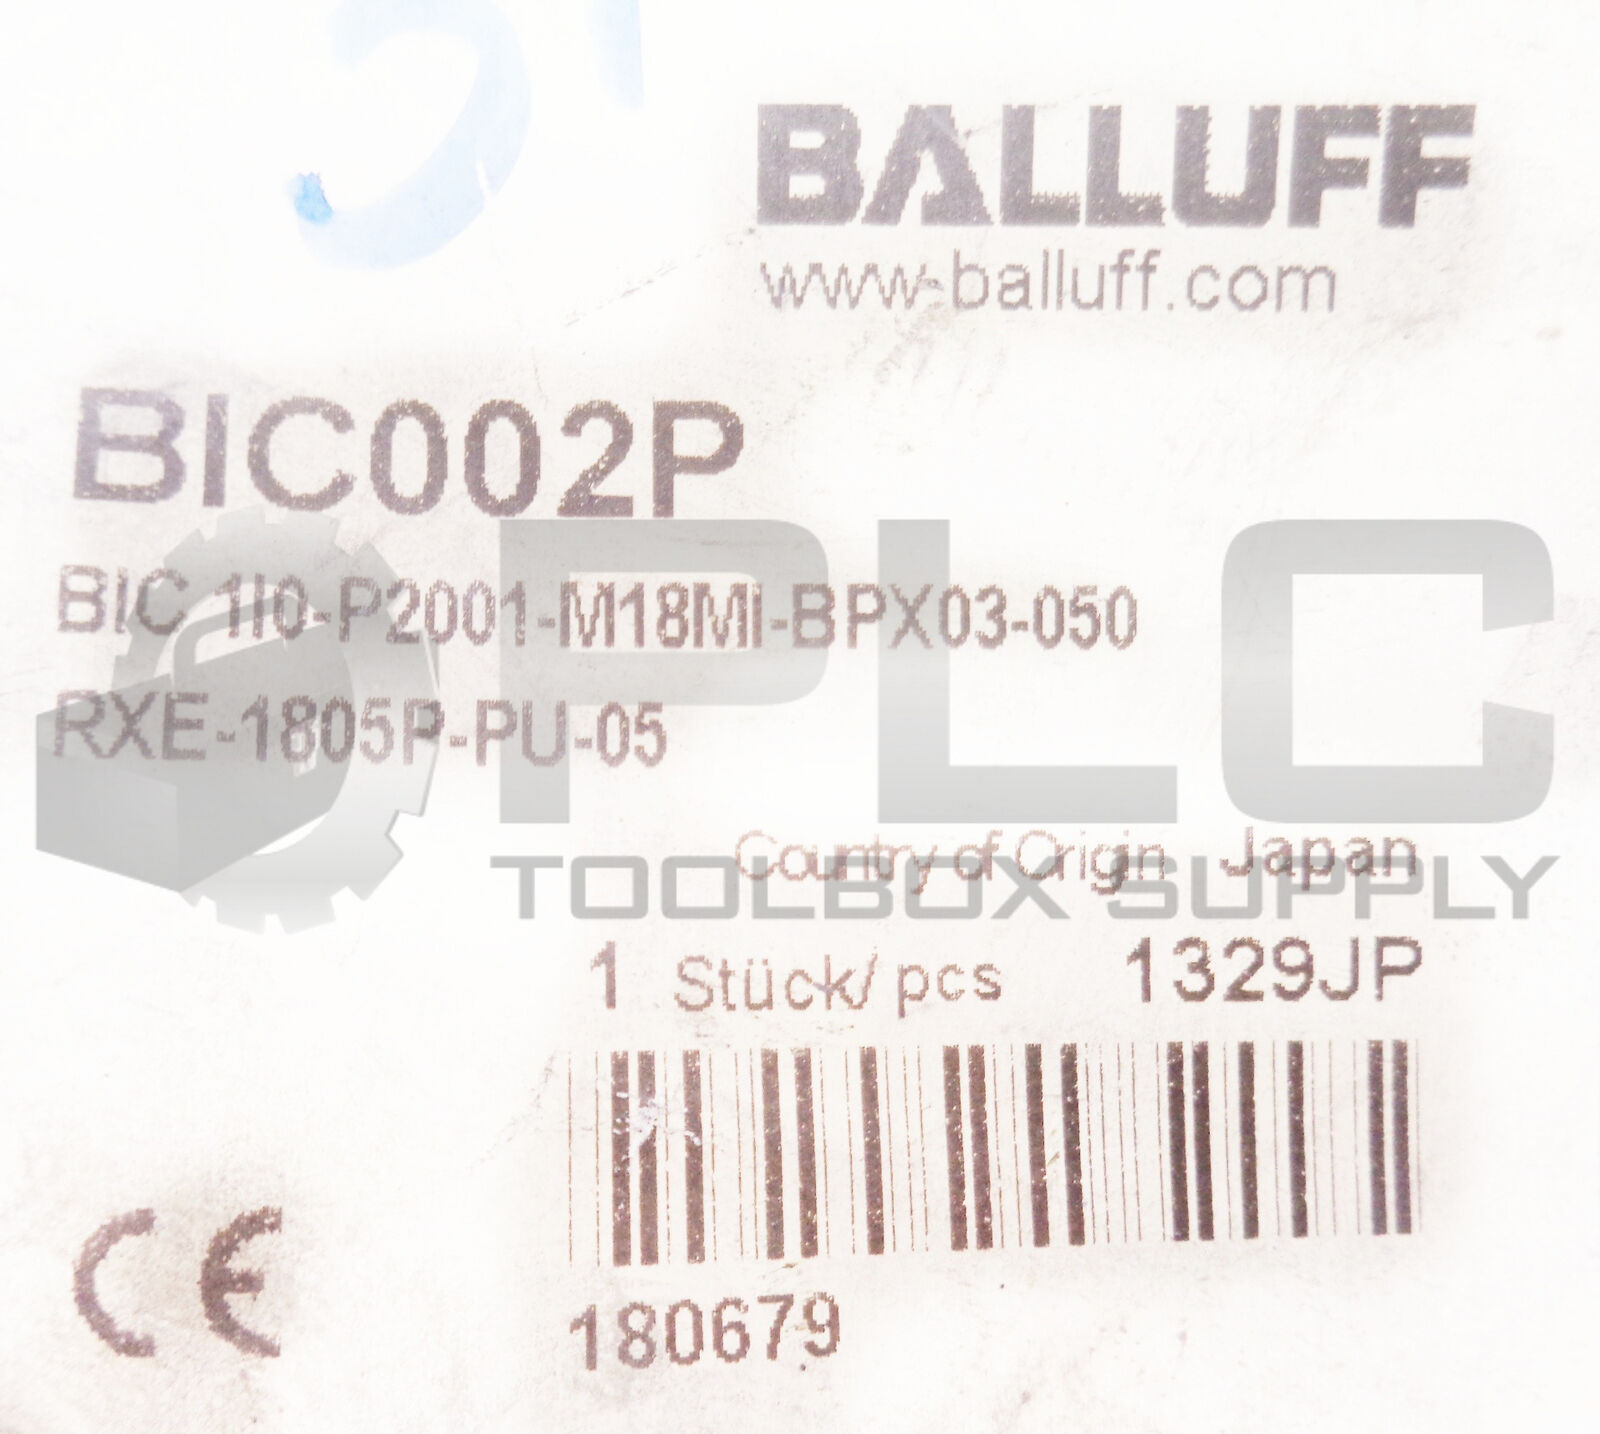 BALLUFF
www.balluff.com
BIC002P
BIC 1I0-P2001-M18MI-BPX03-050
RXE-1805P-PU-05
PLC
TOOLBOX SUPPLY
Country of Origin Japan
1 Stück/ pcs 1329JP
180679
CE